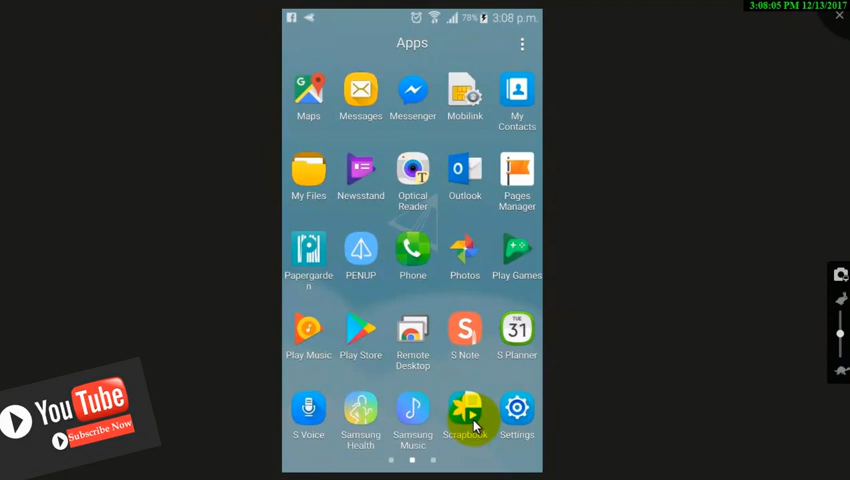 3:08:05 PM 12/13/2017
78% 3:08 p.m.
Apps
Maps
Messages
Messenger
Mobilink
My
Contacts
My Files
Newsstand
Optical
Reader
Outlook
Pages
Manager
Papergarde
n
PENUP
Phone
Photos
Play Games
Play Music
Play Store
Remote
Desktop
S Note
TUE
31
S Planner
S Voice
Samsung
Health
Samsung
Music
Scrapbook
Settings
YouTube
Subscribe Now